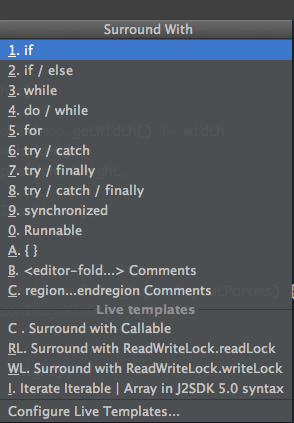 Surround With
1. if
2. if / else
3. while
4. do / while
5. for
6. try / catch
7. try / finally
8. try / catch / finally
9. synchronized
0. Runnable
A. { }
B. <editor-fold...> Comments
C. region...endregion Comments
Live templates
C . Surround with Callable
RL. Surround with ReadWriteLock.readLock
WL. Surround with ReadWriteLock.writeLock
I. Iterate Iterable | Array in J2SDK 5.0 syntax
Configure Live Templates...